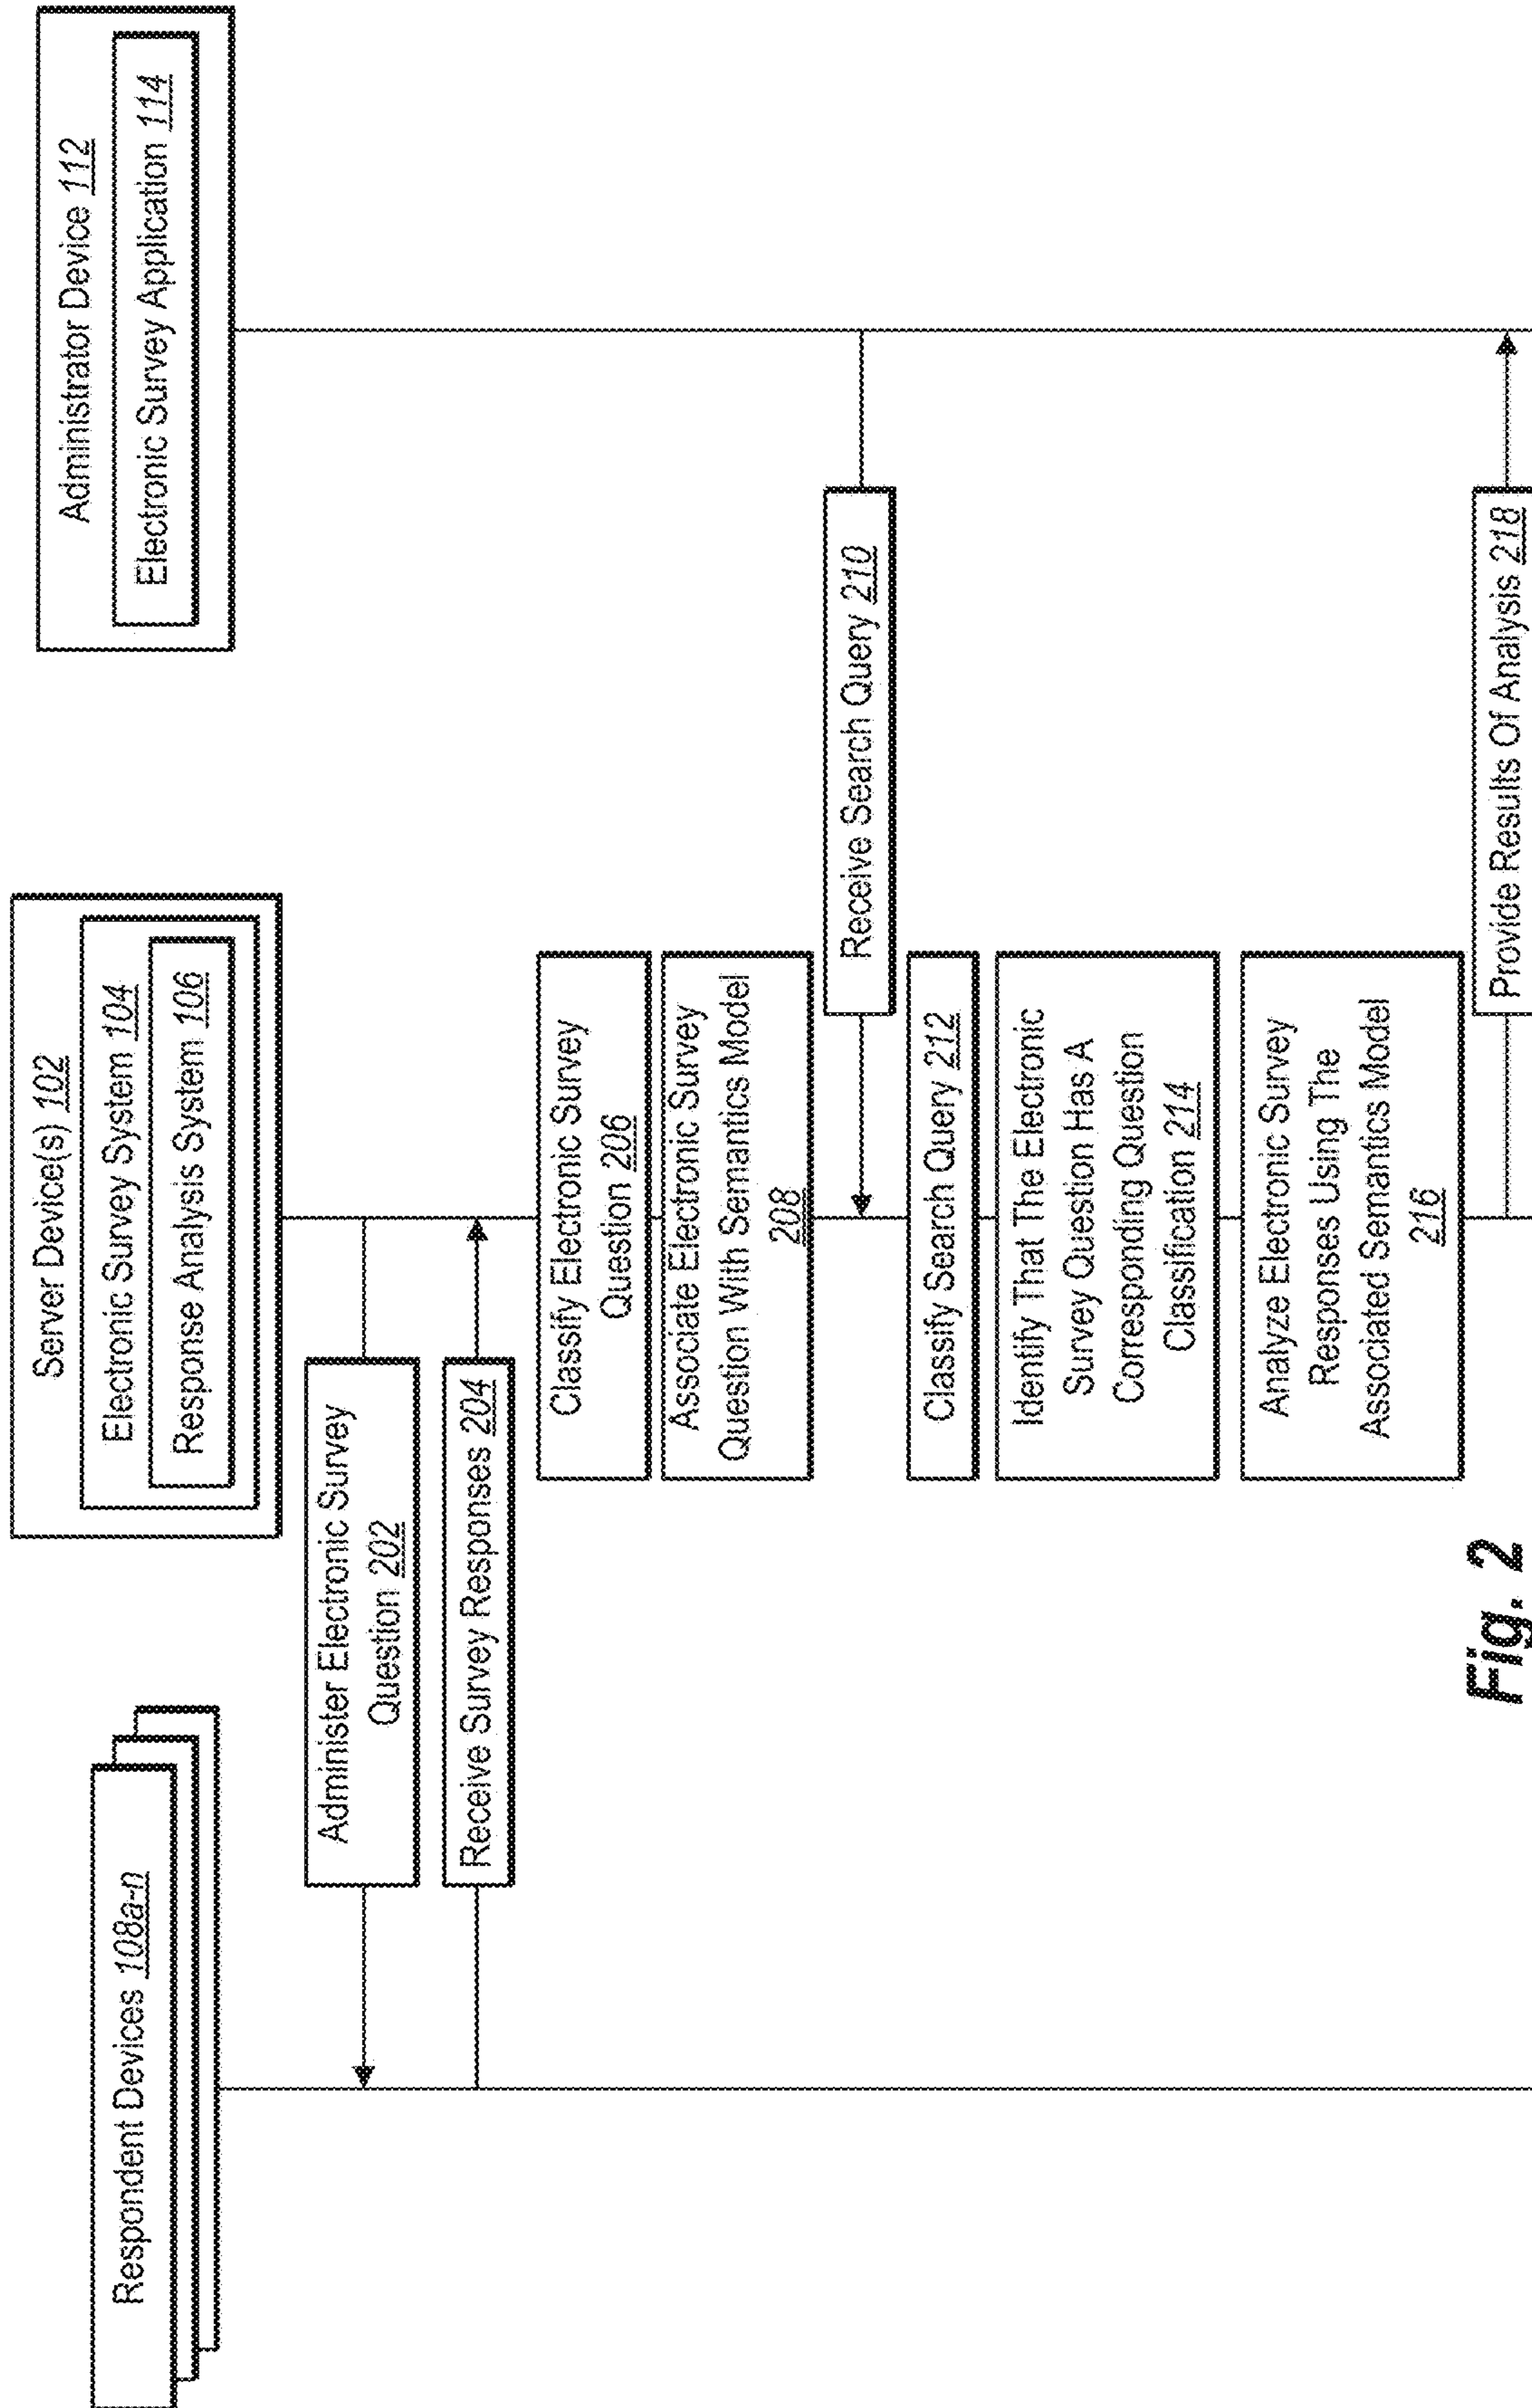 Respondent Devices 108a-n
Server Device(s) 102
Electronic Survey System 104
Response Analysis System 106
Administrator Device 112
Electronic Survey Application 114
Administer Electronic Survey
Question 202
Receive Survey Responses 204
Classify Electronic Survey
Question 206
Associate Electronic Survey
Question With Semantics Model
208
Receive Search Query 210
Classify Search Query 212
Identify That The Electronic
Survey Question Has A
Corresponding Question
Classification 214
Analyze Electronic Survey
Responses Using The
Associated Semantics Model
216
Provide Results Of Analysis 218
Fig. 2